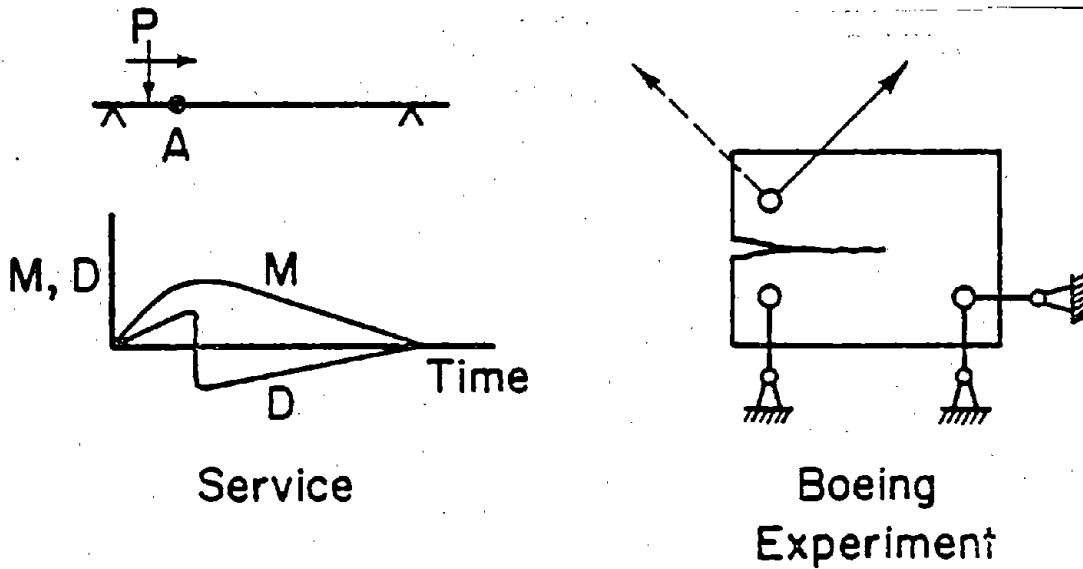 P
A
M, D
M
D
Time
Service
Boeing
Experiment